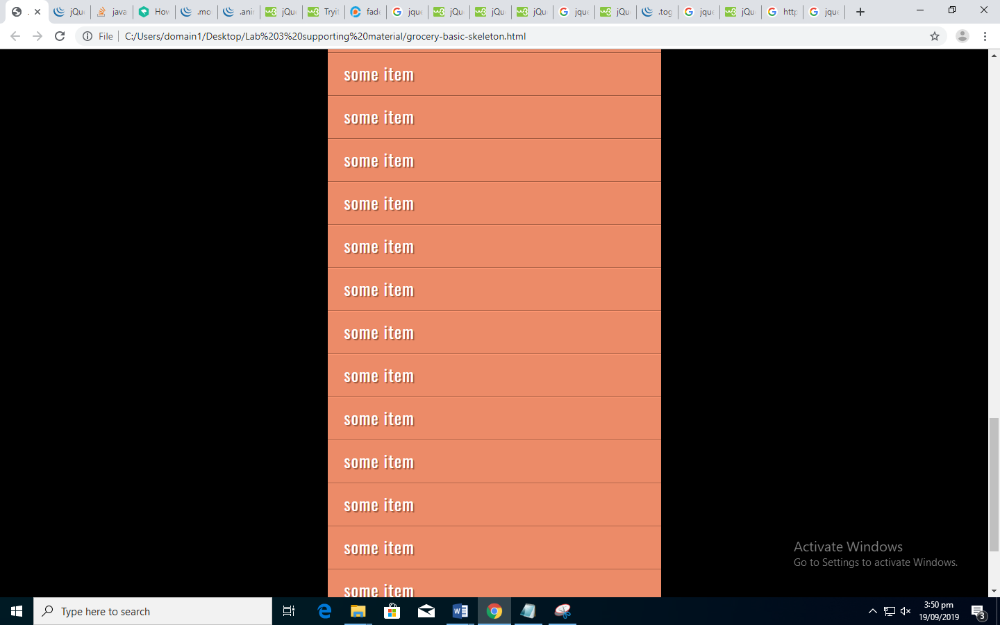 . jQu java How .mo .ani jQu Tryit fade jque jQu jQu jQu jque jQu .tog jque jQu http jque
File C:/Users/domain1/Desktop/Lab%203%20supporting%20material/grocery-basic-skeleton.html
some item
some item
some item
some item
some item
some item
some item
some item
some item
some item
some item
some item
some item
Activate Windows
Go to Settings to activate Windows.
Type here to search
3:50 pm
19/09/2019
3